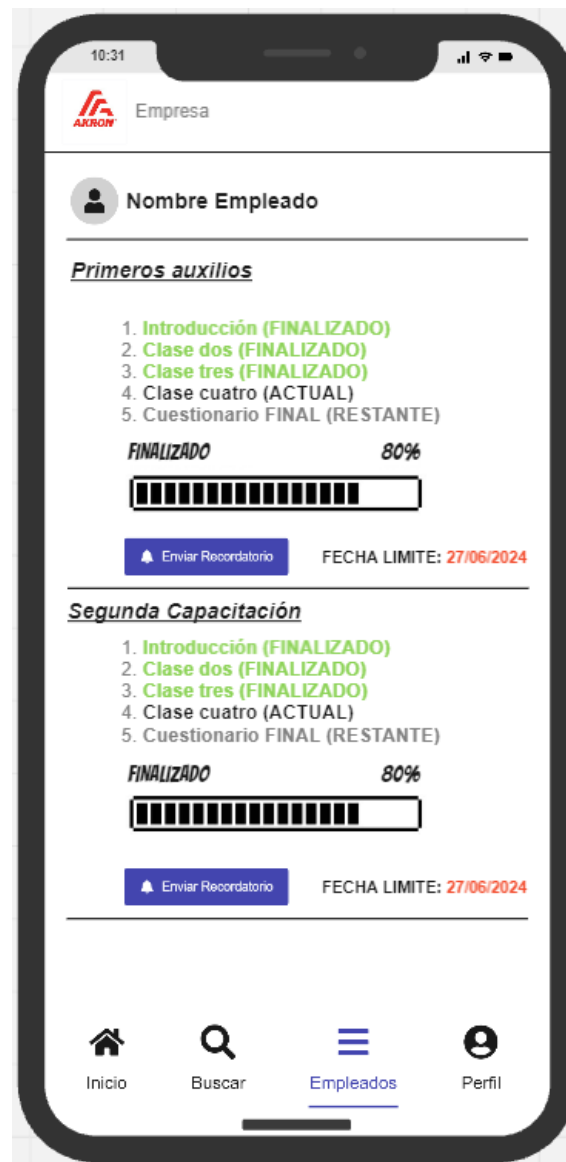 10:31
AKRON
Empresa
Nombre Empleado
Primeros auxilios
1. Introducción (FINALIZADO)
2. Clase dos (FINALIZADO)
3. Clase tres (FINALIZADO)
4. Clase cuatro (ACTUAL)
5. Cuestionario FINAL (RESTANTE)
FINALIZADO 80%
Enviar Recordatorio FECHA LIMITE: 27/06/2024
Segunda Capacitación
1. Introducción (FINALIZADO)
2. Clase dos (FINALIZADO)
3. Clase tres (FINALIZADO)
4. Clase cuatro (ACTUAL)
5. Cuestionario FINAL (RESTANTE)
FINALIZADO 80%
Enviar Recordatorio FECHA LIMITE: 27/06/2024
Inicio Buscar Empleados Perfil